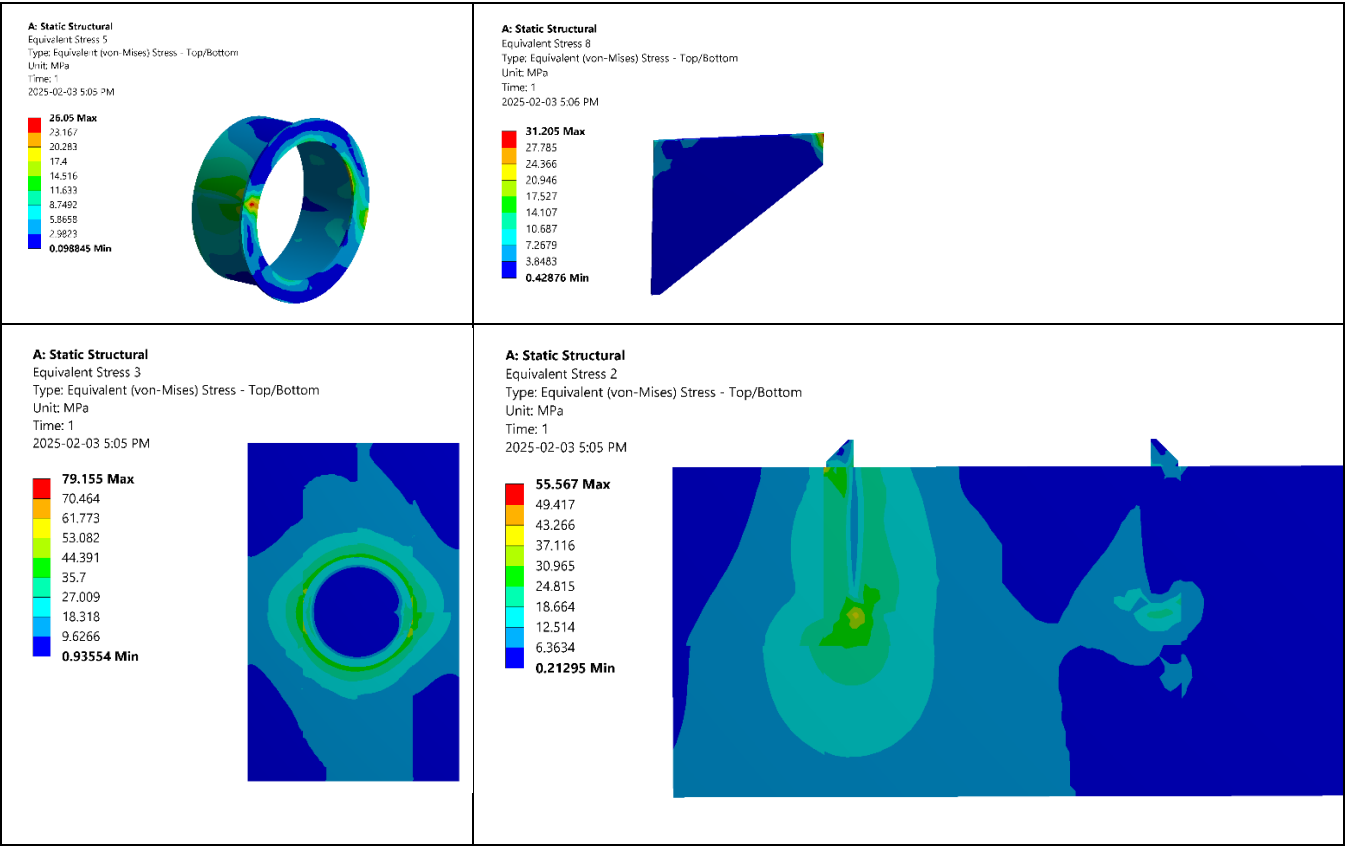 A: Static Structural
Equivalent Stress 5
Type: Equivalent (von-Mises) Stress - Top/Bottom
Unit: MPa
Time: 1
2025-02-03 5:05 PM
26.05 Max
23.167
20.283
17.4
14.516
11.633
8.7492
5.8658
2.9823
0.098845 Min
A: Static Structural
Equivalent Stress 8
Type: Equivalent (von-Mises) Stress - Top/Bottom
Unit: MPa
Time: 1
2025-02-03 5:06 PM
31.205 Max
27.785
24.366
20.946
17.527
14.107
10.687
7.2679
3.8483
0.42876 Min
A: Static Structural
Equivalent Stress 3
Type: Equivalent (von-Mises) Stress - Top/Bottom
Unit: MPa
Time: 1
2025-02-03 5:05 PM
79.155 Max
70.464
61.773
53.082
44.391
35.7
27.009
18.318
9.6266
0.93554 Min
A: Static Structural
Equivalent Stress 2
Type: Equivalent (von-Mises) Stress - Top/Bottom
Unit: MPa
Time: 1
2025-02-03 5:05 PM
55.567 Max
49.417
43.266
37.116
30.965
24.815
18.664
12.514
6.3634
0.21295 Min